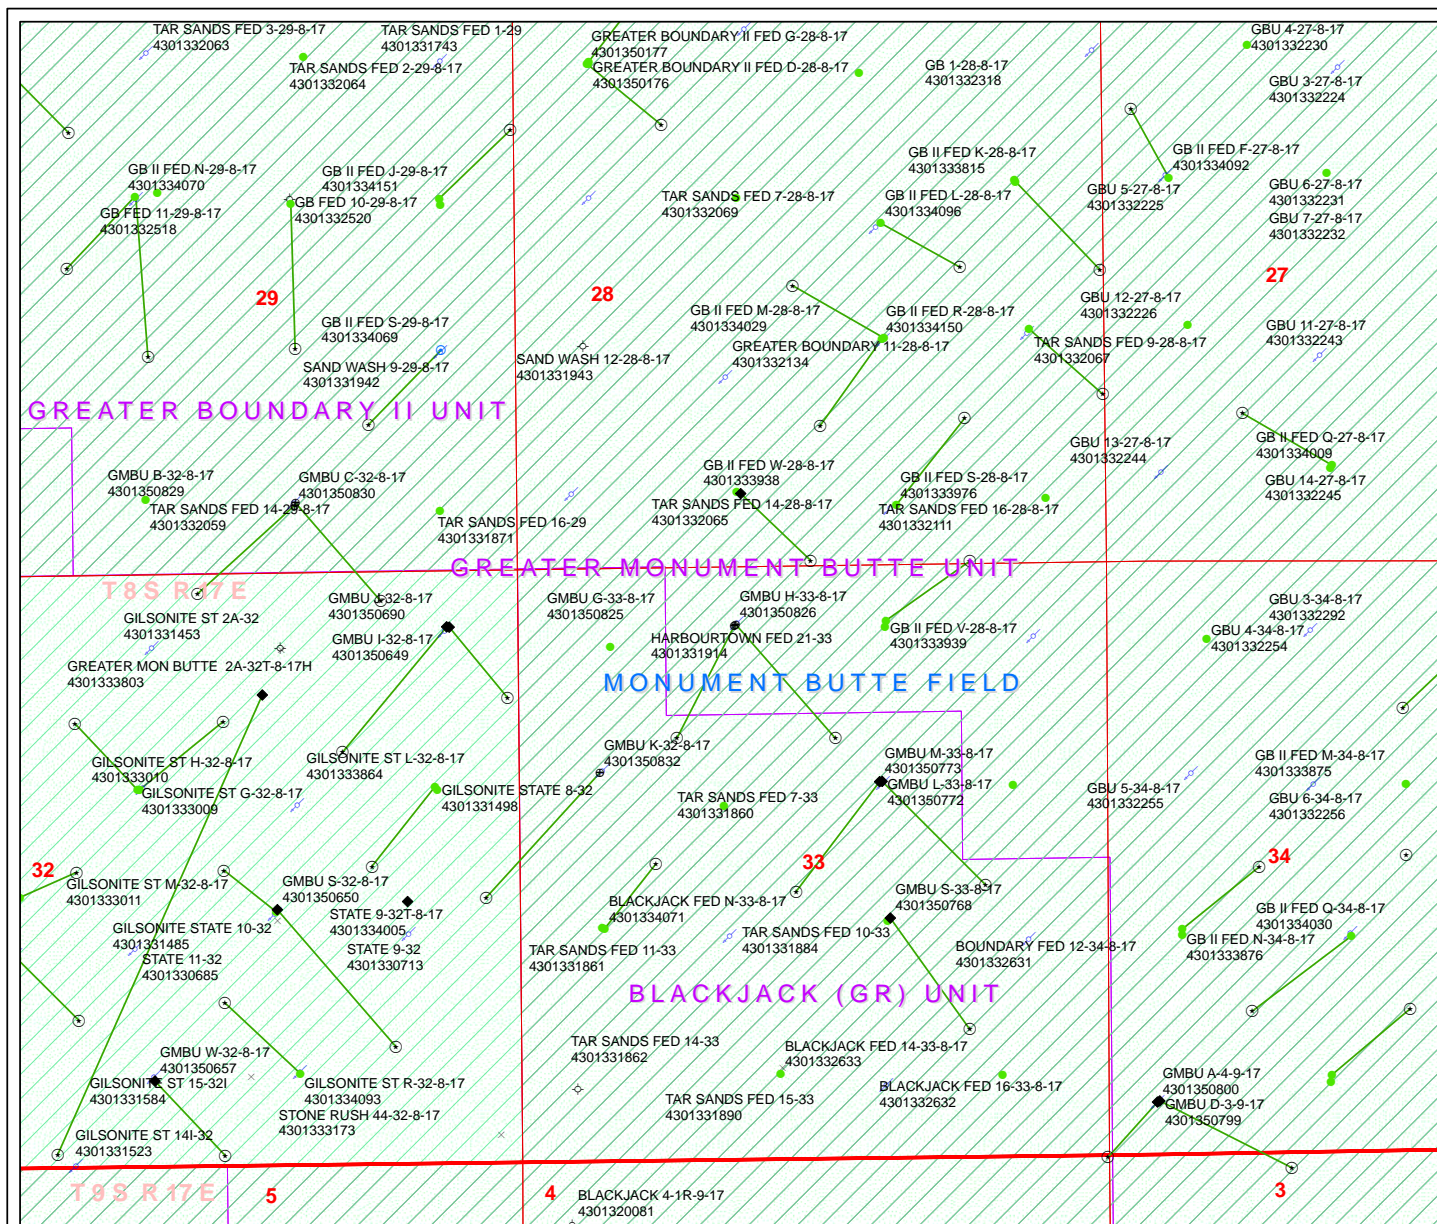 TAR SANDS FED 3-29-8-17
4301332063
TAR SANDS FED 1-29
4301331743
TAR SANDS FED 2-29-8-17
4301332064
GREATER BOUNDARY II FED G-28-8-17
4301350177
GREATER BOUNDARY II FED D-28-8-17
4301350176
GB 1-28-8-17
4301332318
GBU 4-27-8-17
4301332230
GBU 3-27-8-17
4301332224
GB II FED N-29-8-17
4301334070
GB FED 11-29-8-17
4301332518
GB II FED J-29-8-17
4301334151
GB FED 10-29-8-17
4301332520
TAR SANDS FED 7-28-8-17
4301332069
GB II FED K-28-8-17
4301333815
GB II FED L-28-8-17
4301334096
GB II FED F-27-8-17
4301334092
GBU 5-27-8-17
4301332225
GBU 6-27-8-17
4301332231
GBU 7-27-8-17
4301332232
29
28
27
GB II FED S-29-8-17
4301334069
SAND WASH 9-29-8-17
4301331942
SAND WASH 12-28-8-17
4301331943
GB II FED M-28-8-17
4301334029
GREATER BOUNDARY 11-28-8-17
4301332134
GB II FED R-28-8-17
4301334150
GBU 12-27-8-17
4301332226
TAR SANDS FED 9-28-8-17
4301332067
GBU 11-27-8-17
4301332243
GREATER BOUNDARY II UNIT
GMBU B-32-8-17
4301350829
TAR SANDS FED 14-29-8-17
4301332059
GMBU C-32-8-17
4301350830
TAR SANDS FED 16-29
4301331871
GB II FED W-28-8-17
4301333938
TAR SANDS FED 14-28-8-17
4301332065
GB II FED S-28-8-17
4301333976
TAR SANDS FED 16-28-8-17
4301332111
GBU 13-27-8-17
4301332244
GB II FED Q-27-8-17
4301334009
GBU 14-27-8-17
4301332245
GREATER MONUMENT BUTTE UNIT
T8S R17E
GILSONITE ST 2A-32
4301331453
GREATER MON BUTTE 2A-32T-8-17H
4301333803
GMBU J-32-8-17
4301350690
GMBU I-32-8-17
4301350649
GMBU G-33-8-17
4301350825
GMBU H-33-8-17
4301350826
HARBOURTOWN FED 21-33
4301331914
GB II FED V-28-8-17
4301333939
GBU 3-34-8-17
4301332292
GBU 4-34-8-17
4301332254
MONUMENT BUTTE FIELD
GILSONITE ST H-32-8-17
4301333010
GILSONITE ST G-32-8-17
4301333009
GILSONITE ST L-32-8-17
4301333864
GILSONITE STATE 8-32
4301331498
GMBU K-32-8-17
4301350832
TAR SANDS FED 7-33
4301331860
GMBU M-33-8-17
4301350773
GMBU L-33-8-17
4301350772
GBU 5-34-8-17
4301332255
GB II FED M-34-8-17
4301333875
GBU 6-34-8-17
4301332256
32
33
34
GILSONITE ST M-32-8-17
4301333011
GILSONITE STATE 10-32
4301331485
STATE 11-32
4301330685
GMBU S-32-8-17
4301350650
STATE 9-32T-8-17
4301334005
STATE 9-32
4301330713
BLACKJACK FED N-33-8-17
4301334071
TAR SANDS FED 11-33
4301331861
TAR SANDS FED 10-33
4301331884
GMBU S-33-8-17
4301350768
BOUNDARY FED 12-34-8-17
4301332631
GB II FED Q-34-8-17
4301334030
GB II FED N-34-8-17
4301333876
BLACKJACK (GR) UNIT
GMBU W-32-8-17
4301350657
GILSONITE ST 15-32I
4301331584
GILSONITE ST R-32-8-17
4301334093
STONE RUSH 44-32-8-17
4301333173
GILSONITE ST 14I-32
4301331523
TAR SANDS FED 14-33
4301331862
TAR SANDS FED 15-33
4301331890
BLACKJACK FED 14-33-8-17
4301332633
BLACKJACK FED 16-33-8-17
4301332632
GMBU A-4-9-17
4301350800
GMBU D-3-9-17
4301350799
T9S R17E
5
4
3
BLACKJACK 4-1R-9-17
4301320081